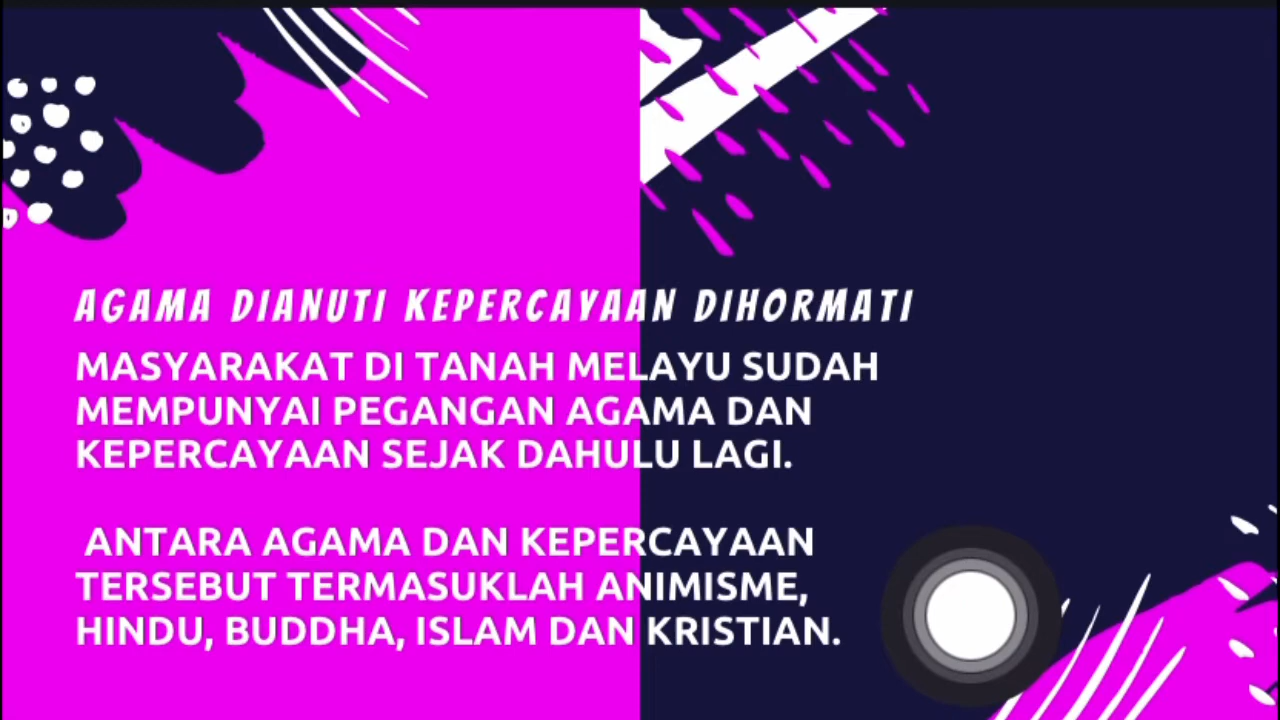 AGAMA DIANUTI KEPERCAYAAN DIHORMATI
MASYARAKAT DI TANAH MELAYU SUDAH
MEMPUNYAI PEGANGAN AGAMA DAN
KEPERCAYAAN SEJAK DAHULU LAGI.
ANTARA AGAMA DAN KEPERCAYAAN
TERSEBUT TERMASUKLAH ANIMISME,
HINDU, BUDDHA, ISLAM DAN KRISTIAN.